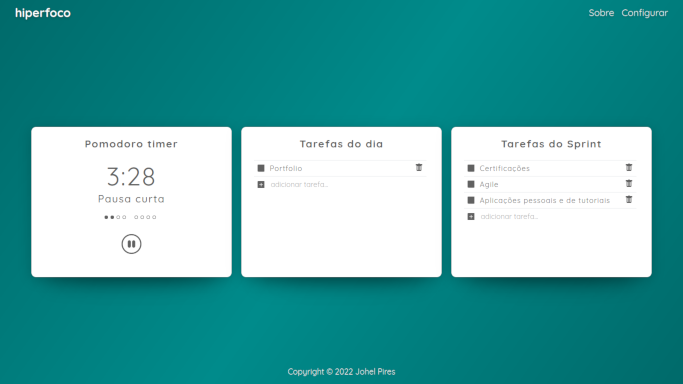 hiperfoco
Sobre Configurar
Pomodoro timer
3:28
Pausa curta
Tarefas do dia
Portfolio
adicionar tarefa...
Tarefas do Sprint
Certificações
Agile
Aplicações pessoais e de tutoriais
adicionar tarefa...
Copyright © 2022 Johel Pires